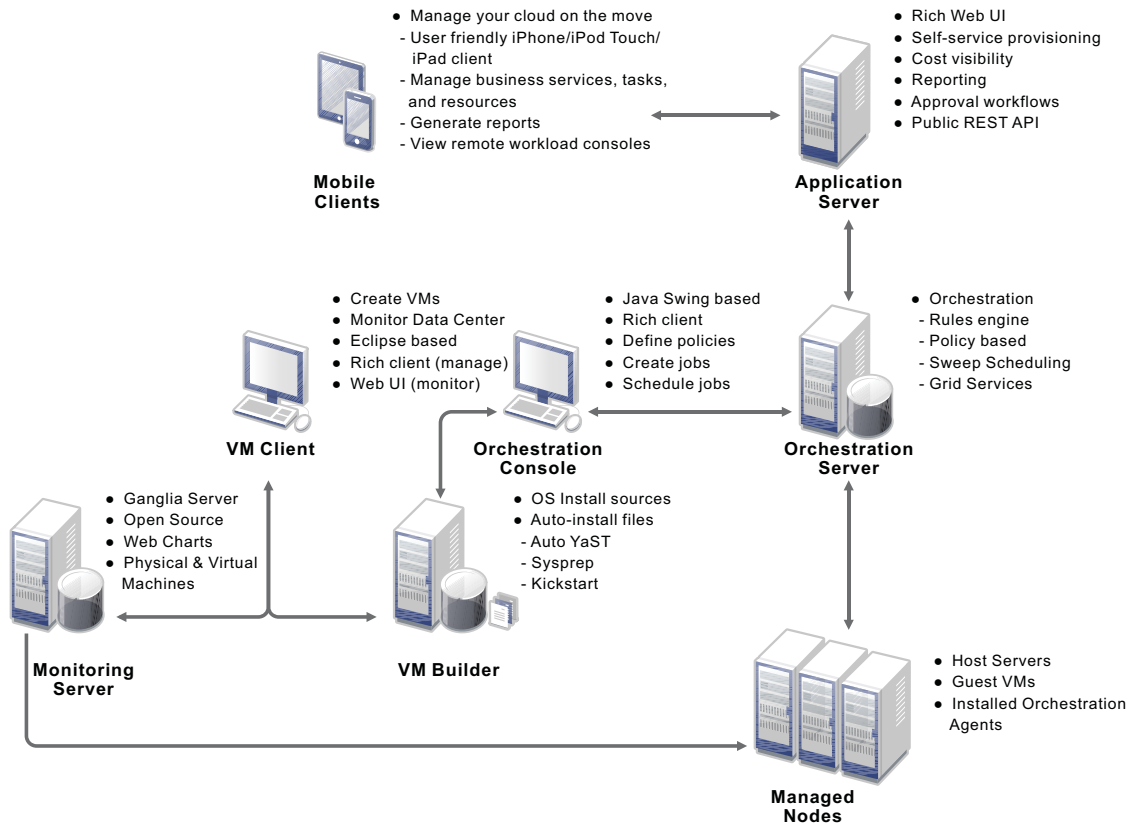 ● Manage your cloud on the move
- User friendly iPhone/iPod Touch/
iPad client
- Manage business services, tasks,
and resources
- Generate reports
- View remote workload consoles
Mobile
Clients
● Rich Web UI
● Self-service provisioning
● Cost visibility
● Reporting
● Approval workflows
● Public REST API
Application
Server
● Create VMs
● Monitor Data Center
● Eclipse based
● Rich client (manage)
● Web UI (monitor)
VM Client
● Java Swing based
● Rich client
● Define policies
● Create jobs
● Schedule jobs
Orchestration
Console
● Orchestration
- Rules engine
- Policy based
- Sweep Scheduling
- Grid Services
Orchestration
Server
● Ganglia Server
● Open Source
● Web Charts
● Physical & Virtual
Machines
Monitoring
Server
● OS Install sources
● Auto-install files
- Auto YaST
- Sysprep
- Kickstart
VM Builder
● Host Servers
● Guest VMs
● Installed Orchestration
Agents
Managed
Nodes